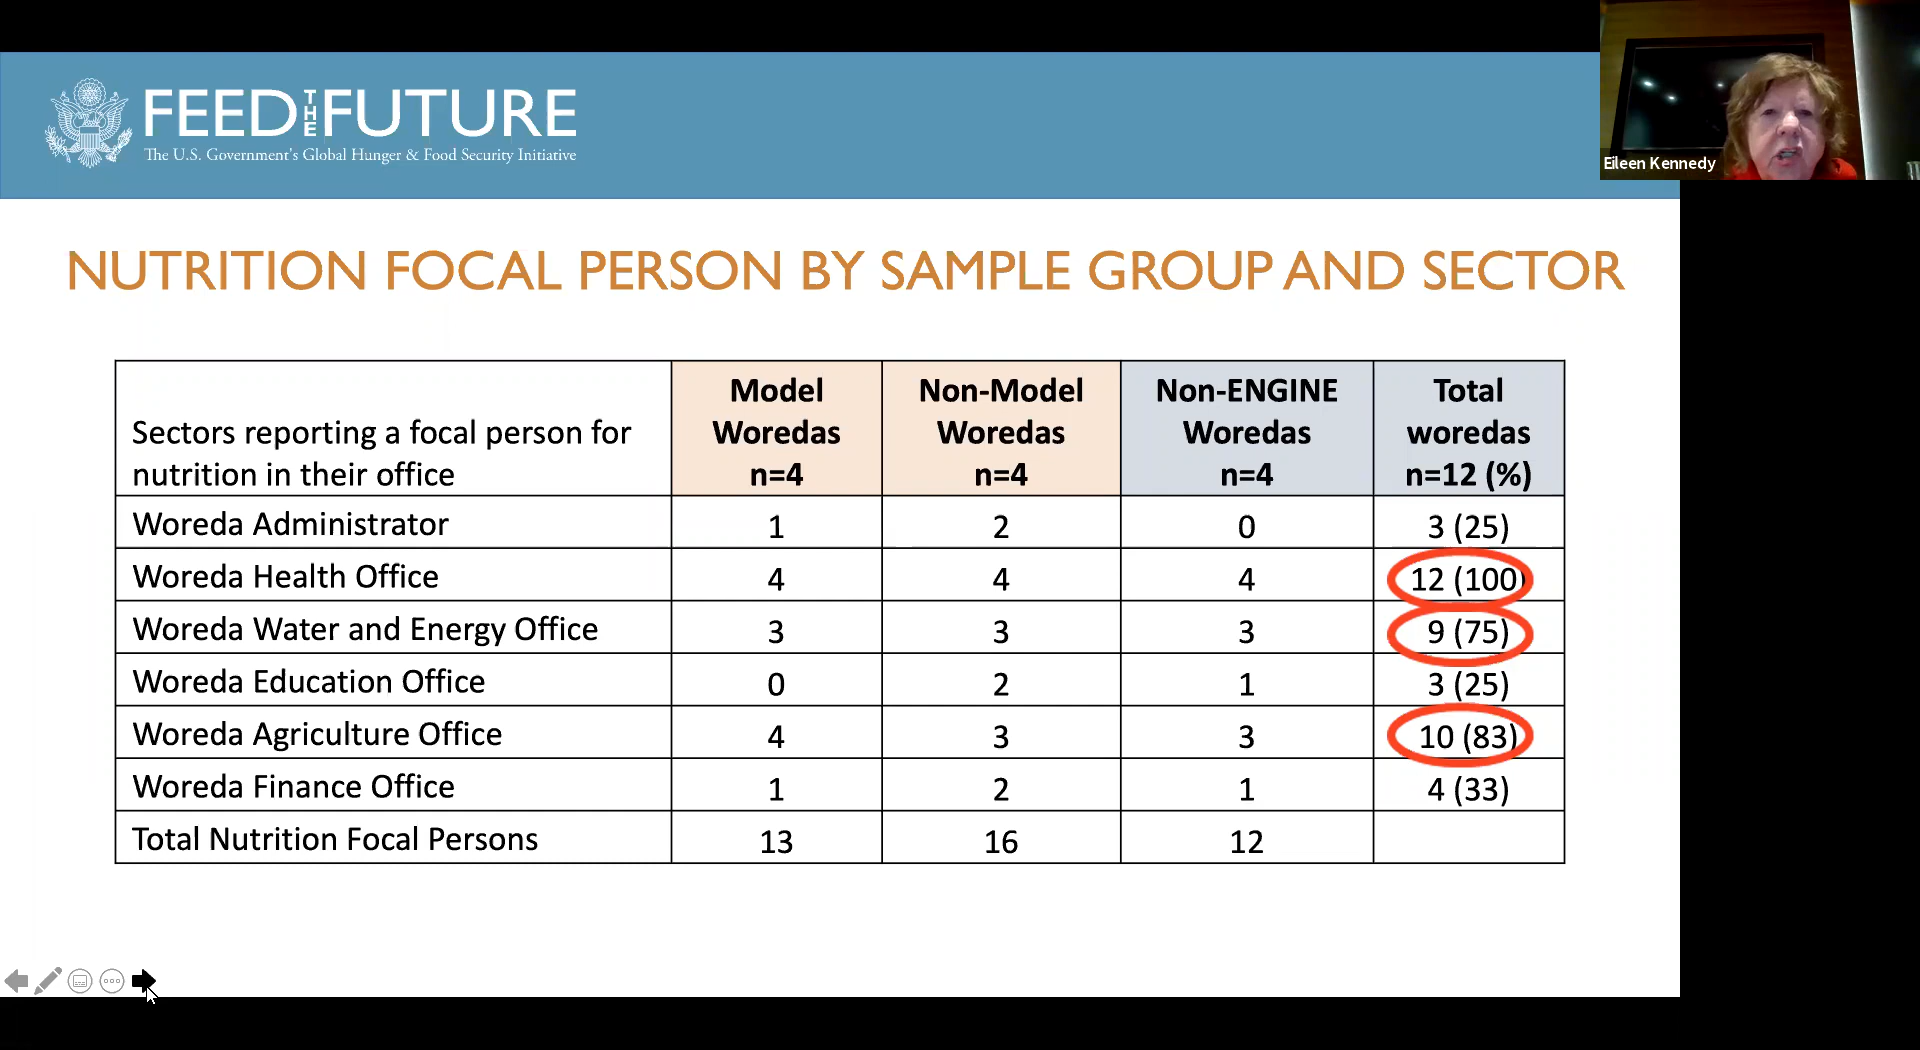 FEED THE FUTURE
The U.S. Government's Global Hunger & Food Security Initiative
Eileen Kennedy
NUTRITION FOCAL PERSON BY SAMPLE GROUP AND SECTOR
Sectors reporting a focal person for
nutrition in their office
Model
Woredas
n=4
Non-Model
Woredas
n=4
Non-ENGINE
Woredas
n=4
Total
woredas
n=12 (%)
Woreda Administrator 1 2 0 3 (25)
Woreda Health Office 4 4 4 12 (100)
Woreda Water and Energy Office 3 3 3 9 (75)
Woreda Education Office 0 2 1 3 (25)
Woreda Agriculture Office 4 3 3 10 (83)
Woreda Finance Office 1 2 1 4 (33)
Total Nutrition Focal Persons 13 16 12